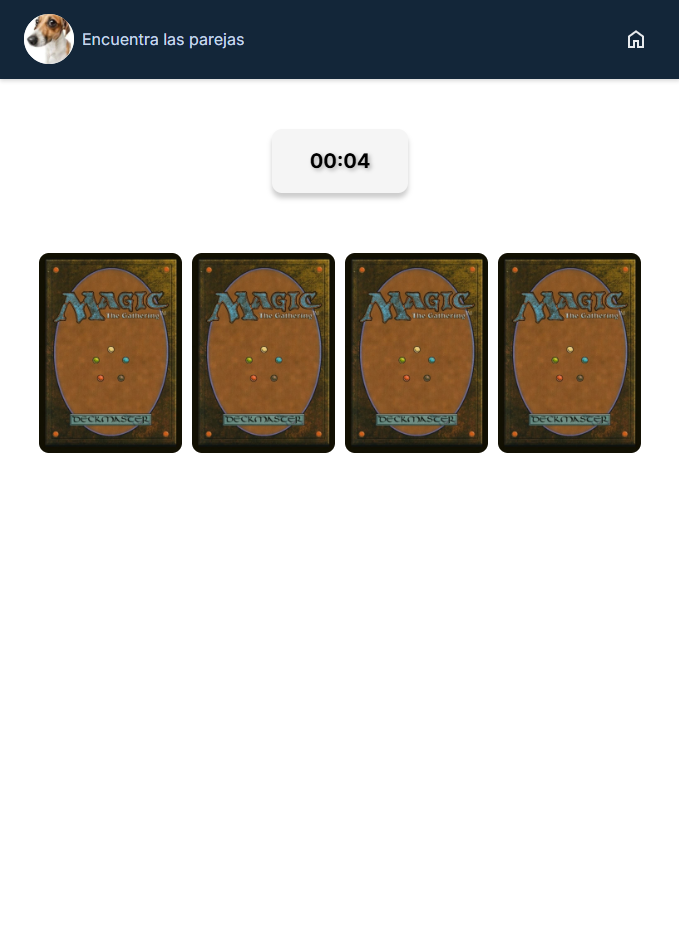 Encuentra las parejas
00:04
MAGIC MAGIC MAGIC MAGIC
The Gathering The Gathering The Gathering The Gathering
DECKMASTER DECKMASTER DECKMASTER DECKMASTER